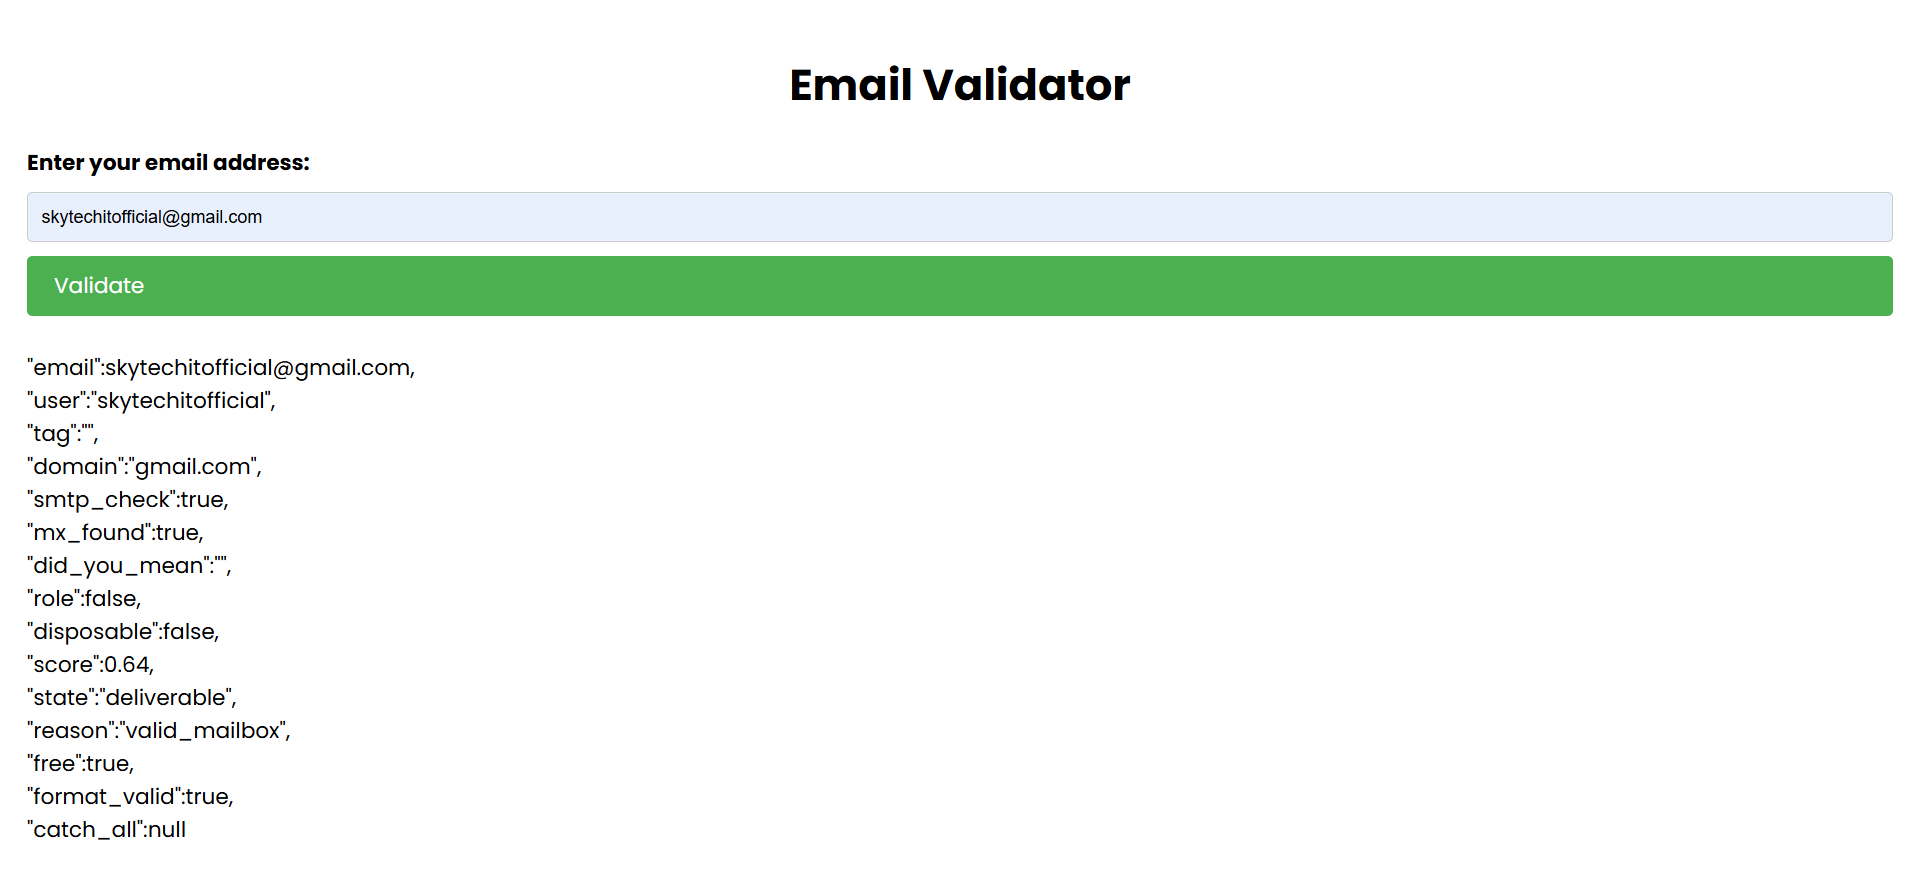 Email Validator
Enter your email address:
skytechitofficial@gmail.com
Validate
"email":skytechitofficial@gmail.com,
"user":"skytechitofficial",
"tag":"",
"domain":"gmail.com",
"smtp_check":true,
"mx_found":true,
"did_you_mean":"",
"role":false,
"disposable":false,
"score":0.64,
"state":"deliverable",
"reason":"valid_mailbox",
"free":true,
"format_valid":true,
"catch_all":null